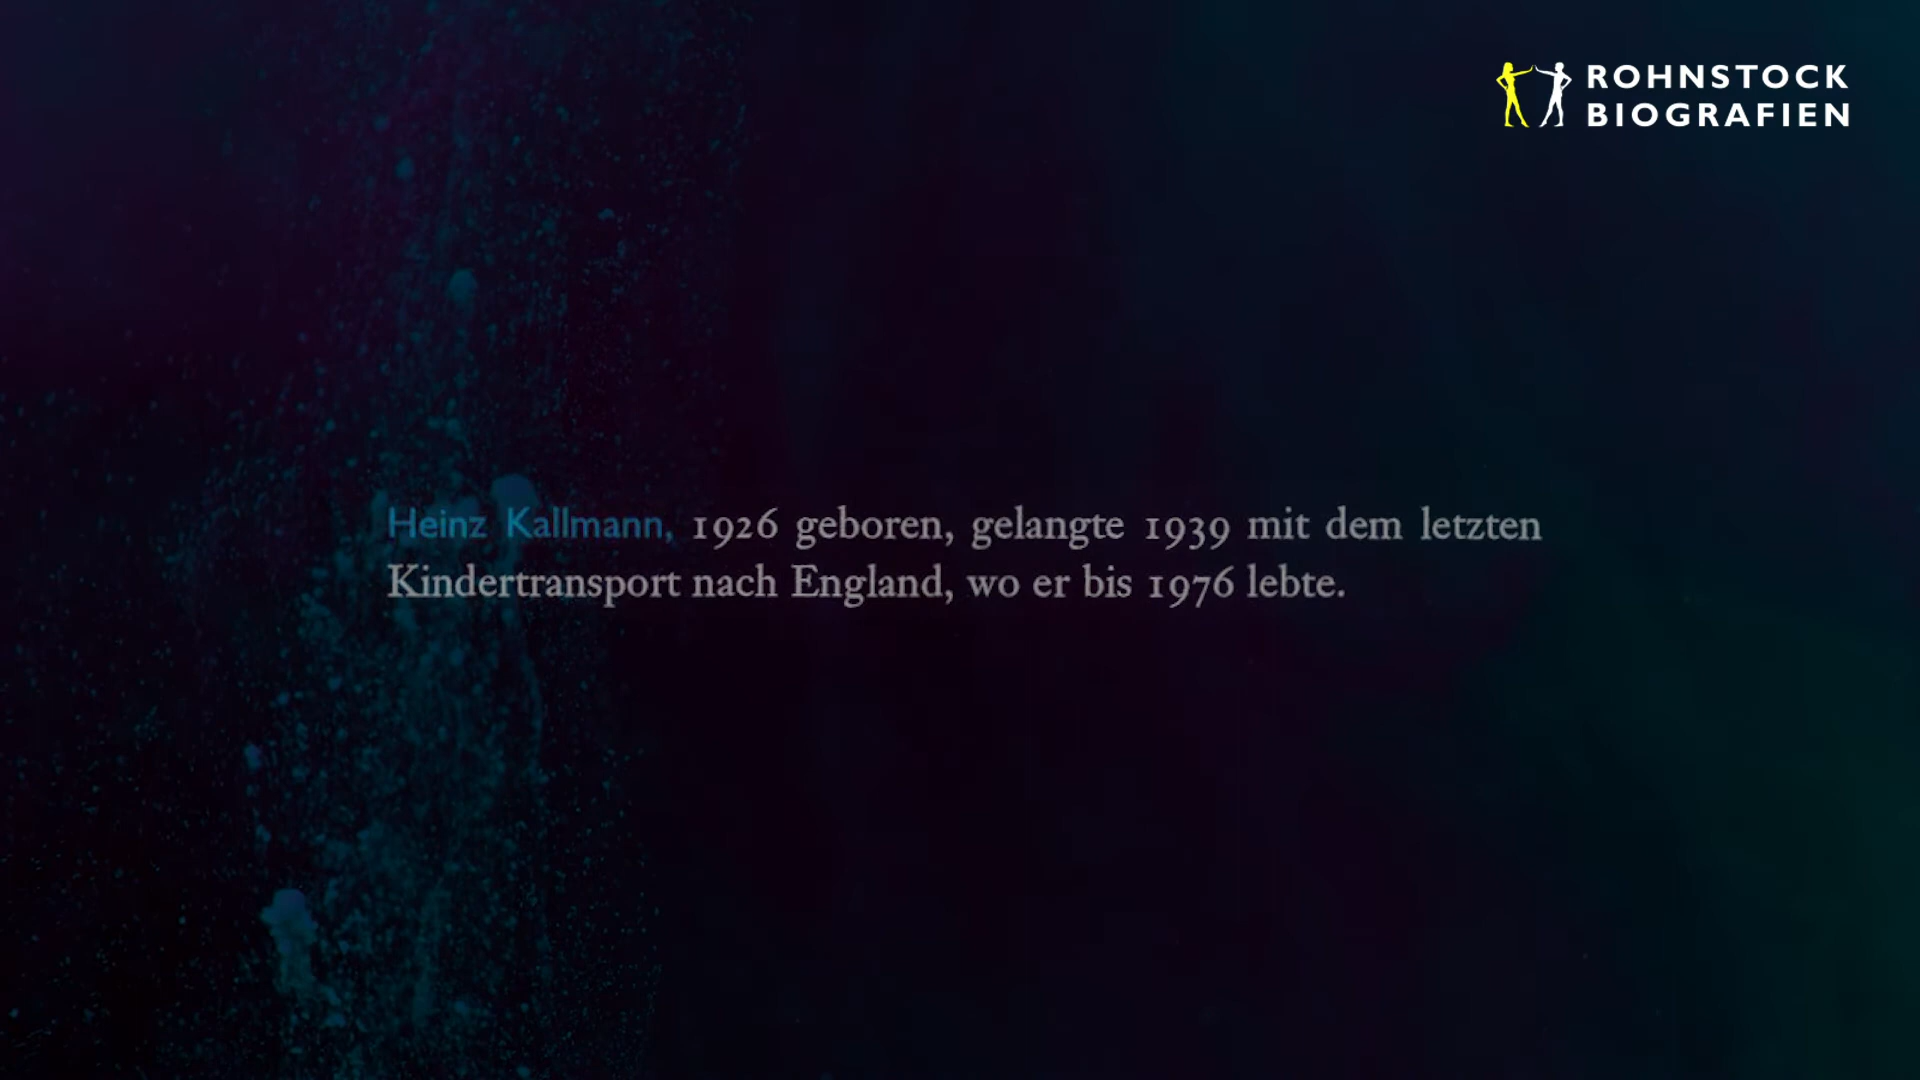 ROHNSTOCK
BIOGRAFIEN
Heinz Kallmann, 1926 geboren, gelangte 1939 mit dem letzten
Kindertransport nach England, wo er bis 1976 lebte.